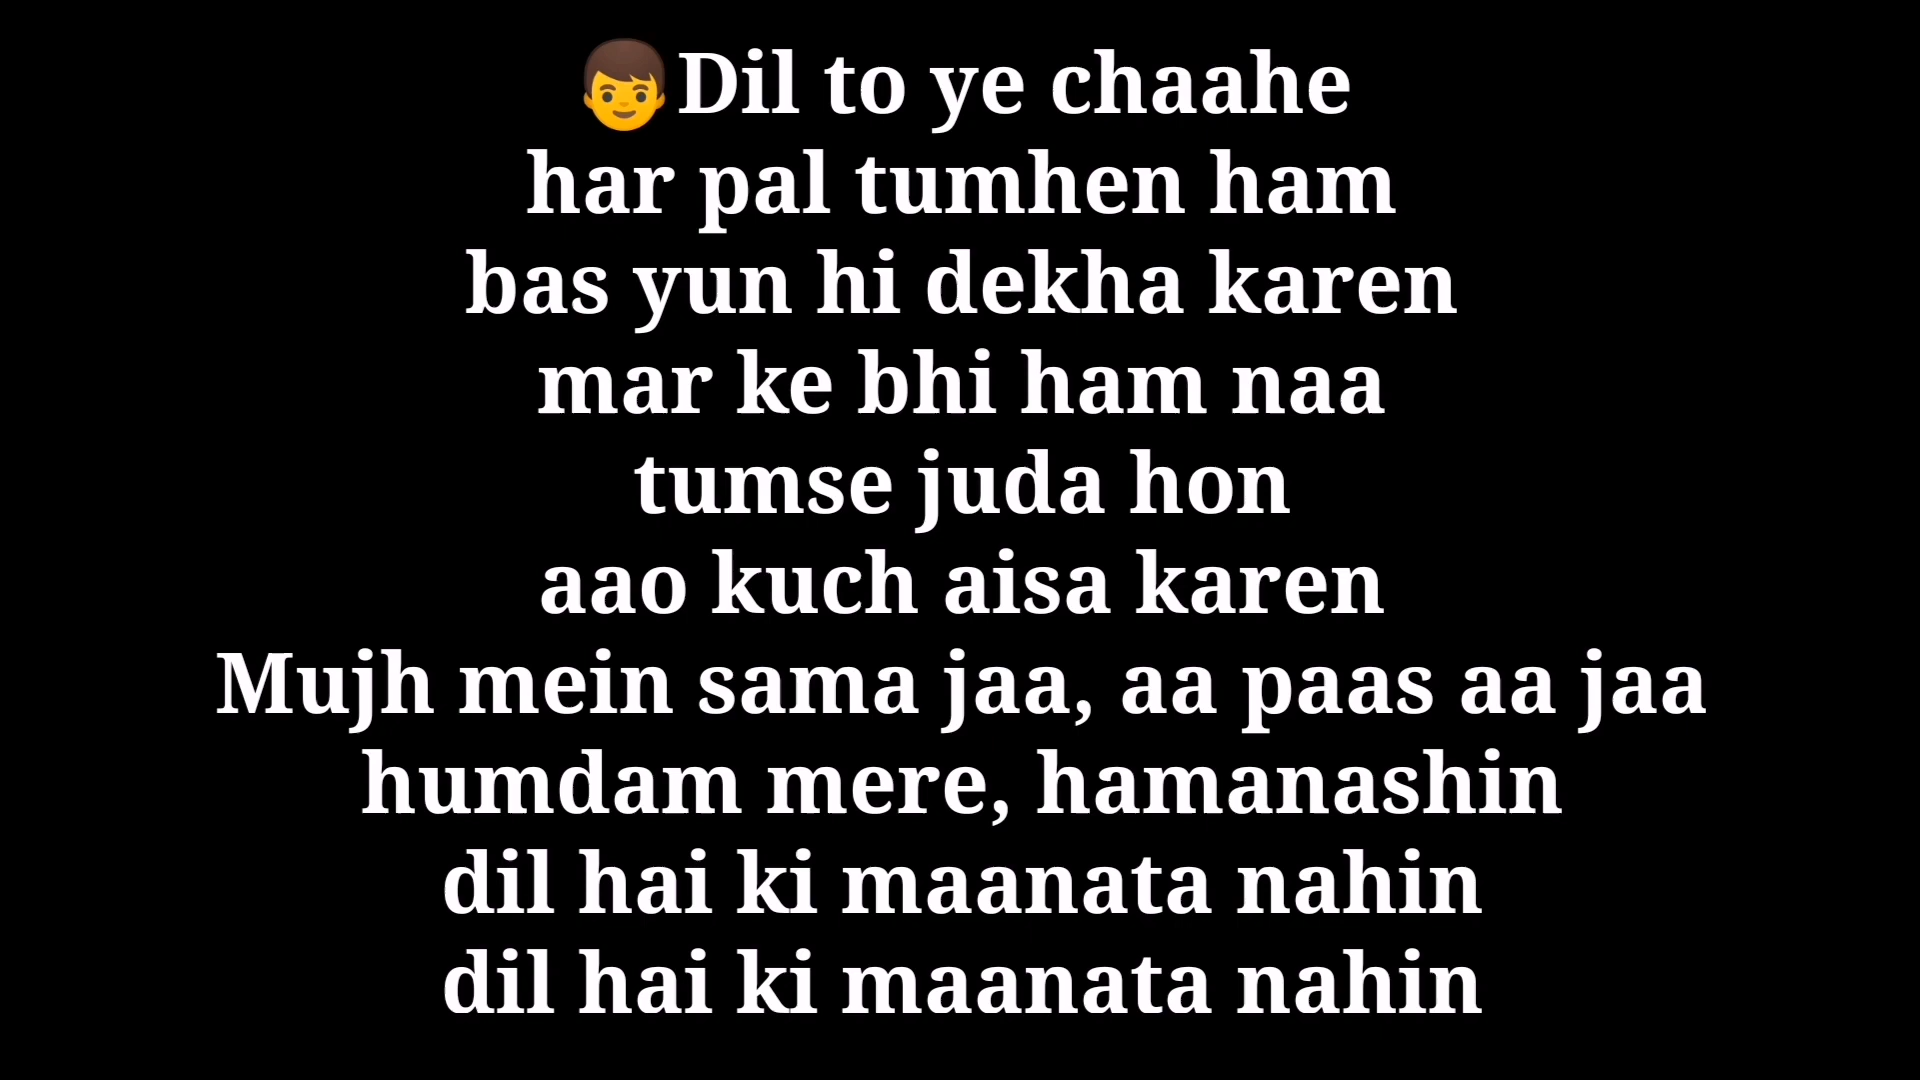 👦Dil to ye chaahe
har pal tumhen ham
bas yun hi dekha karen
mar ke bhi ham naa
tumse juda hon
aao kuch aisa karen
Mujh mein sama jaa, aa paas aa jaa
humdam mere, hamanashin
dil hai ki maanata nahin
dil hai ki maanata nahin